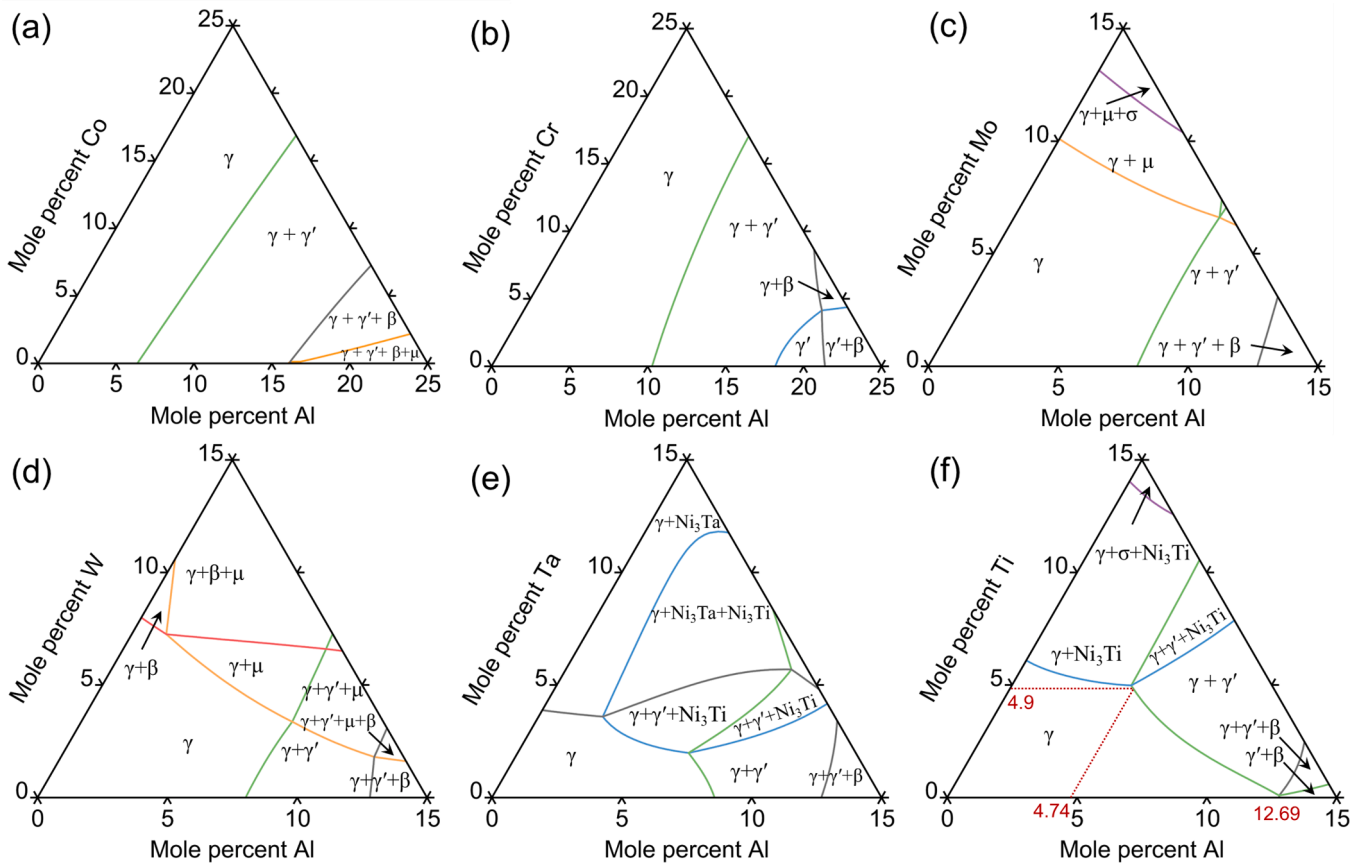 (a)
25
20
15
10
5
0
Mole percent Co
γ
γ + γ′
γ + γ′+ β
γ + γ′+ β+μ
0
5
10
15
20
25
Mole percent Al
(b)
25
20
15
10
5
0
Mole percent Cr
γ
γ + γ′
γ+β
γ′
γ′+β
0
5
10
15
20
25
Mole percent Al
(c)
15
10
5
0
Mole percent Mo
γ+μ+σ
γ + μ
γ
γ + γ′
γ + γ′ + β
0
5
10
15
Mole percent Al
(d)
15
10
5
0
Mole percent W
γ+β+μ
γ+β
γ+μ
γ+γ′+μ
γ+γ′+μ+β
γ
γ+γ′
γ+γ′+β
0
5
10
15
Mole percent Al
(e)
15
10
5
0
Mole percent Ta
γ+Ni₃Ta
γ+Ni₃Ta+Ni₃Ti
γ+γ′+Ni₃Ti
γ+γ′+Ni₃Ti
γ
γ+γ′
γ+γ′+β
0
5
10
15
Mole percent Al
(f)
15
10
5
0
Mole percent Ti
γ+σ+Ni₃Ti
γ+Ni₃Ti
γ+γ′+Ni₃Ti
γ + γ′
4.9
γ
γ+γ′+β
γ′+β
4.74
12.69
0
5
10
15
Mole percent Al